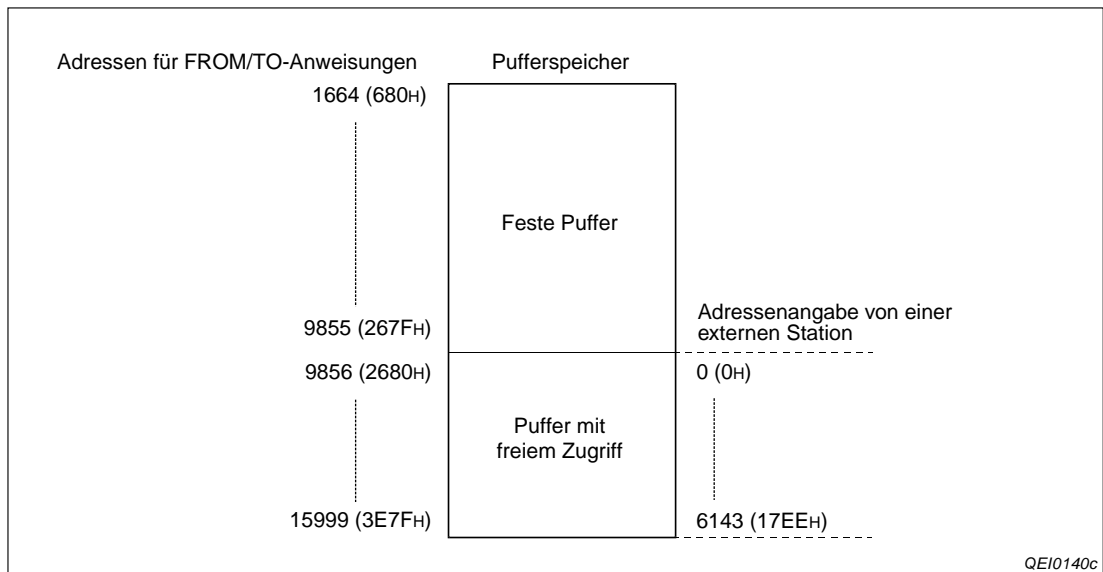 Adressen für FROM/TO-Anweisungen
Pufferspeicher
1664 (680H)
Feste Puffer
9855 (267FH)
Adressenangabe von einer
externen Station
9856 (2680H)
0 (0H)
Puffer mit
freiem Zugriff
15999 (3E7FH)
6143 (17EEH)
QEI0140c